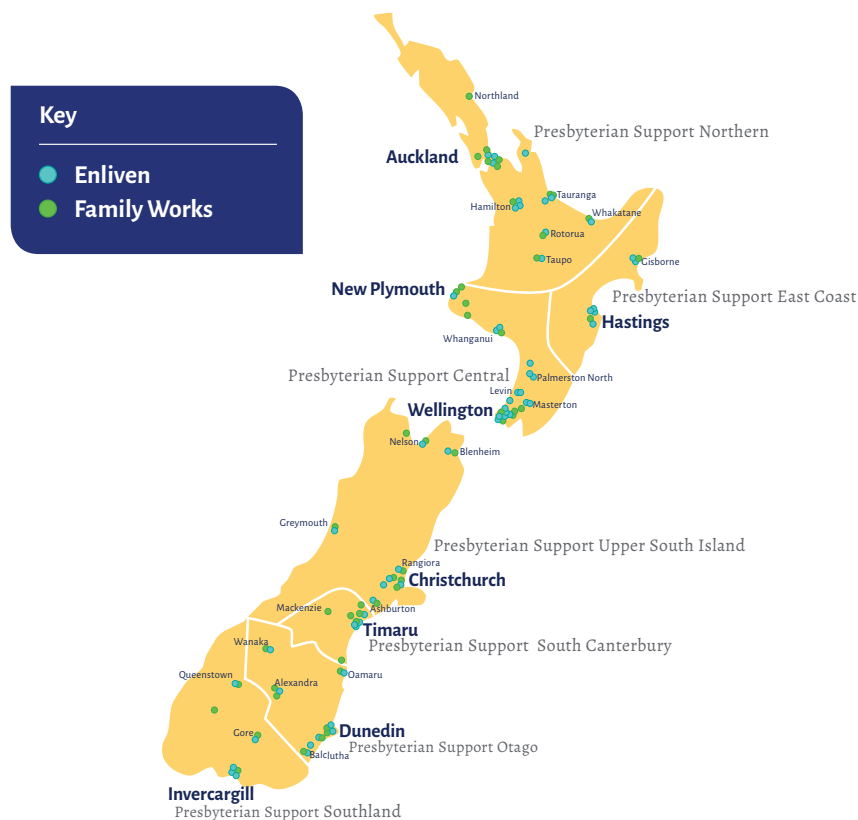 Key
Enliven
Family Works
Northland
Presbyterian Support Northern
Auckland
Tauranga
Hamilton
Whakatane
Rotorua
Taupo
Gisborne
New Plymouth
Presbyterian Support East Coast
Hastings
Whanganui
Presbyterian Support Central
Palmerston North
Levin
Masterton
Wellington
Nelson
Blenheim
Greymouth
Presbyterian Support Upper South Island
Rangiora
Christchurch
Mackenzie
Ashburton
Timaru
Presbyterian Support South Canterbury
Wanaka
Queenstown
Oamaru
Alexandra
Gore
Dunedin
Presbyterian Support Otago
Balclutha
Invercargill
Presbyterian Support Southland